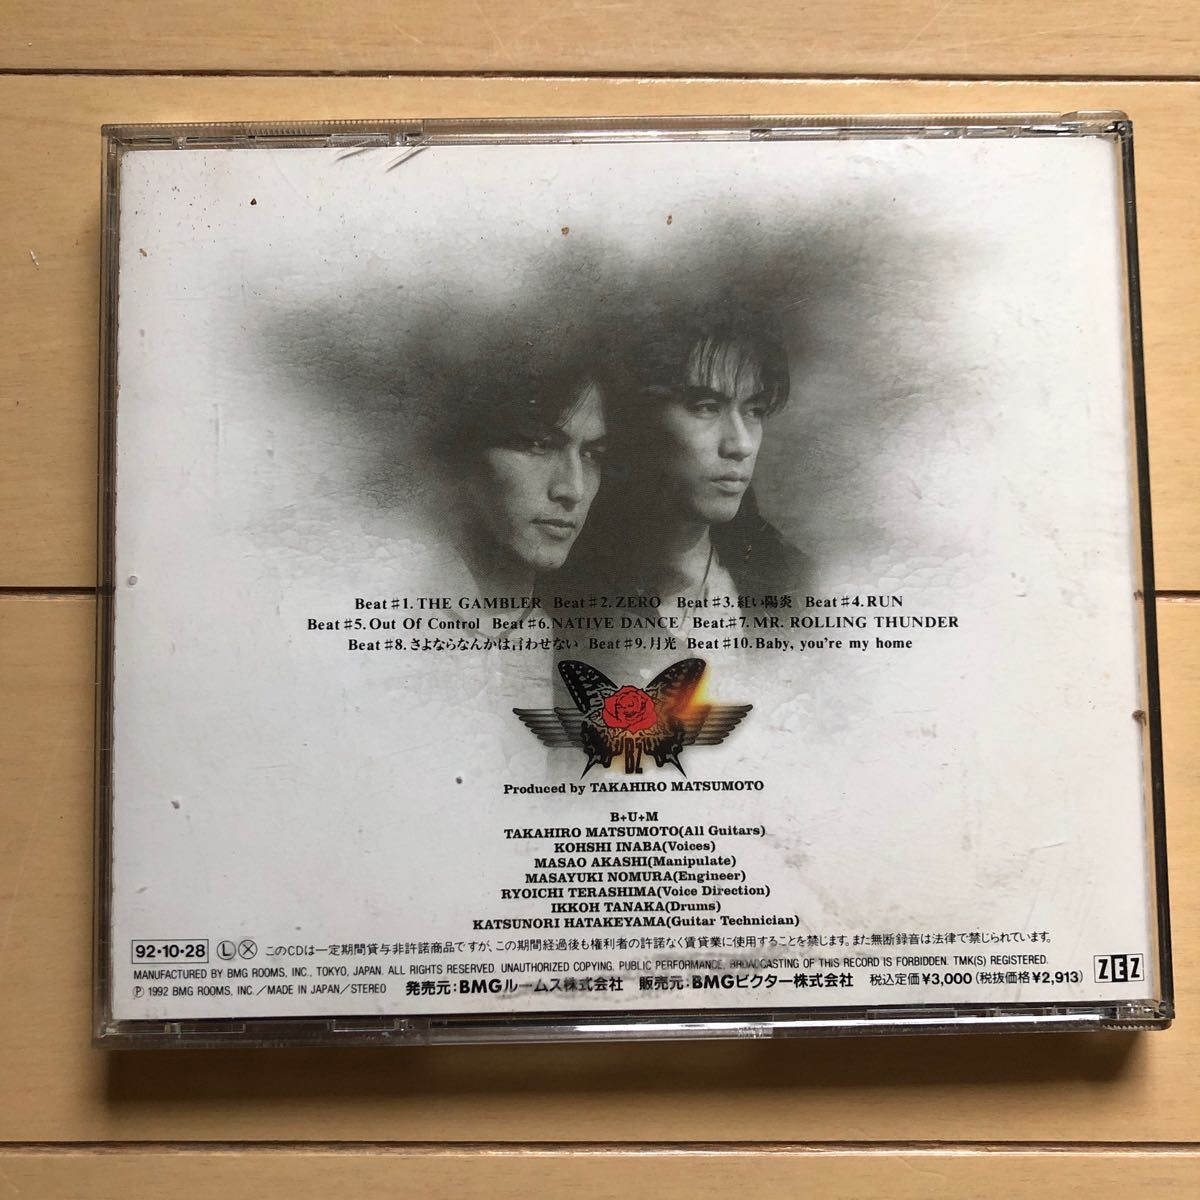 Beat♯1. THE GAMBLER Beat♯2. ZERO Beat♯3. 紅い陽炎 Beat♯4. RUN
Beat♯5. Out Of Control Beat♯6. NATIVE DANCE Beat.♯7. MR. ROLLING THUNDER
Beat♯8. さよならなんかは言わせない Beat♯9. 月光 Beat♯10. Baby, you're my home
B'z
Produced by TAKAHIRO MATSUMOTO
B+U+M
TAKAHIRO MATSUMOTO(All Guitars)
KOHSHI INABA(Voices)
MASAO AKASHI(Manipulate)
MASAYUKI NOMURA(Engineer)
RYOICHI TERASHIMA(Voice Direction)
IKKOH TANAKA(Drums)
KATSUNORI HATAKEYAMA(Guitar Technician)
92・10・28 Ⓛ Ⓧ このCDは一定期間貸与非許諾商品ですが、この期間経過後も権利者の許諾なく賃貸業に使用することを禁じます。また無断録音は法律で禁じられています。
MANUFACTURED BY BMG ROOMS, INC., TOKYO, JAPAN. ALL RIGHTS RESERVED. UNAUTHORIZED COPYING, PUBLIC PERFORMANCE, BROADCASTING OF THIS RECORD IS FORBIDDEN. TMK(S) REGISTERED.
Ⓟ 1992 BMG ROOMS, INC./MADE IN JAPAN/STEREO 発売元:BMGルームス株式会社 販売元:BMGビクター株式会社 税込定価¥3,000(税抜価格¥2,913)
ZEZ